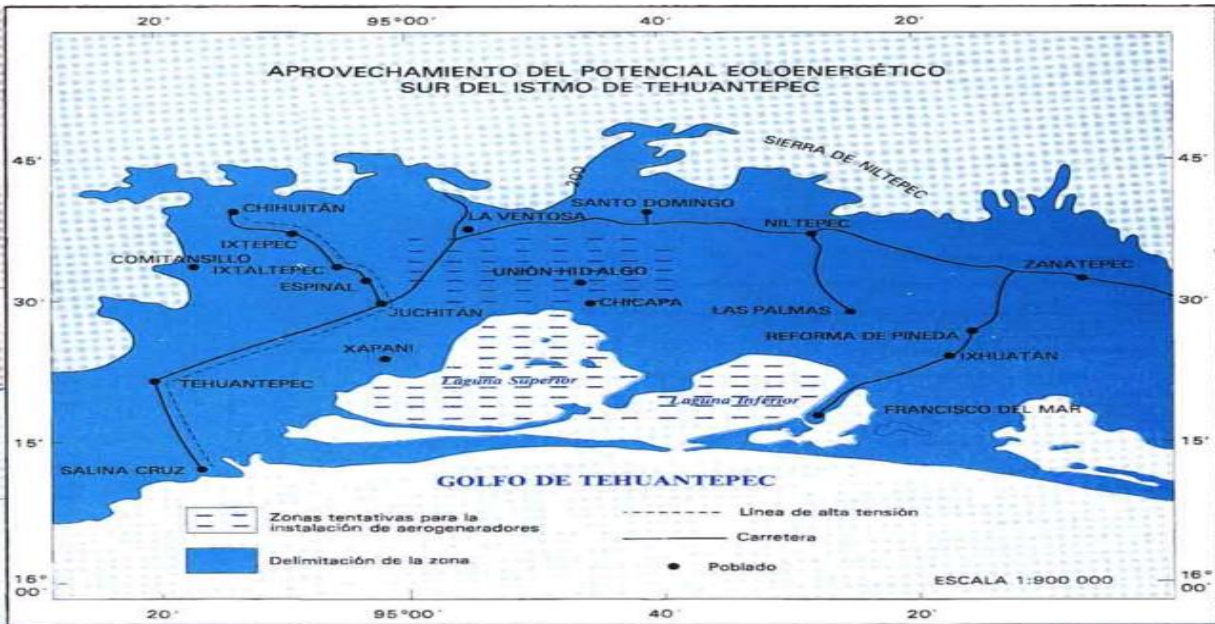 20′ 95°00′ 40′ 20′
APROVECHAMIENTO DEL POTENCIAL EOLOENERGÉTICO
SUR DEL ISTMO DE TEHUANTEPEC
45′ 45′
SIERRA DE NILTEPEC
200
CHIHUITÁN
SANTO DOMINGO
LA VENTOSA
NILTEPEC
IXTEPEC
COMITANSILLO
IXTALTEPEC
UNIÓN HIDALGO
ZANATEPEC
ESPINAL
30′ 30′
JUCHITÁN
CHICAPA
LAS PALMAS
REFORMA DE PINEDA
XAPANI
IXHUATÁN
TEHUANTEPEC
Laguna Superior
Laguna Inferior
FRANCISCO DEL MAR
15′ 15′
SALINA CRUZ
GOLFO DE TEHUANTEPEC
Zonas tentativas para la
instalación de aerogeneradores
Línea de alta tensión
Carretera
Delimitación de la zona
Poblado
ESCALA 1:900 000
16°00′ 16°00′
20′ 95°00′ 40′ 20′